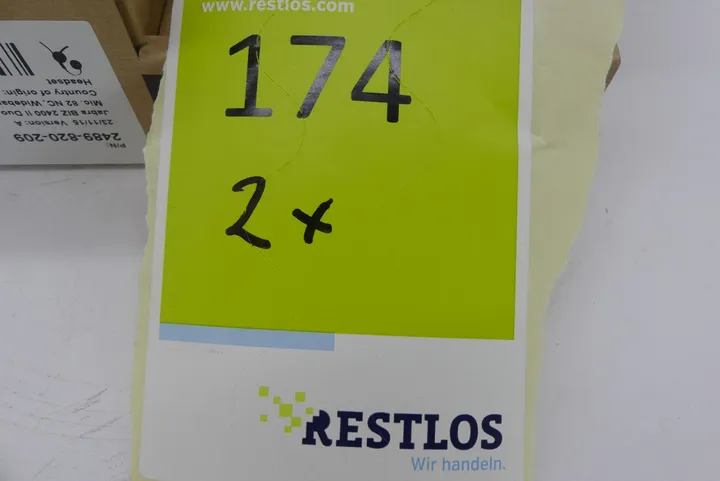 www.restlos.com
174
2x
RESTLOS
Wir handeln.
P/N:
2489-820-209
23/11/15 Version: A
Jabra BIZ 2400 II Duo
Mic. 82 NC, Wideba
Headset
Country of origin: